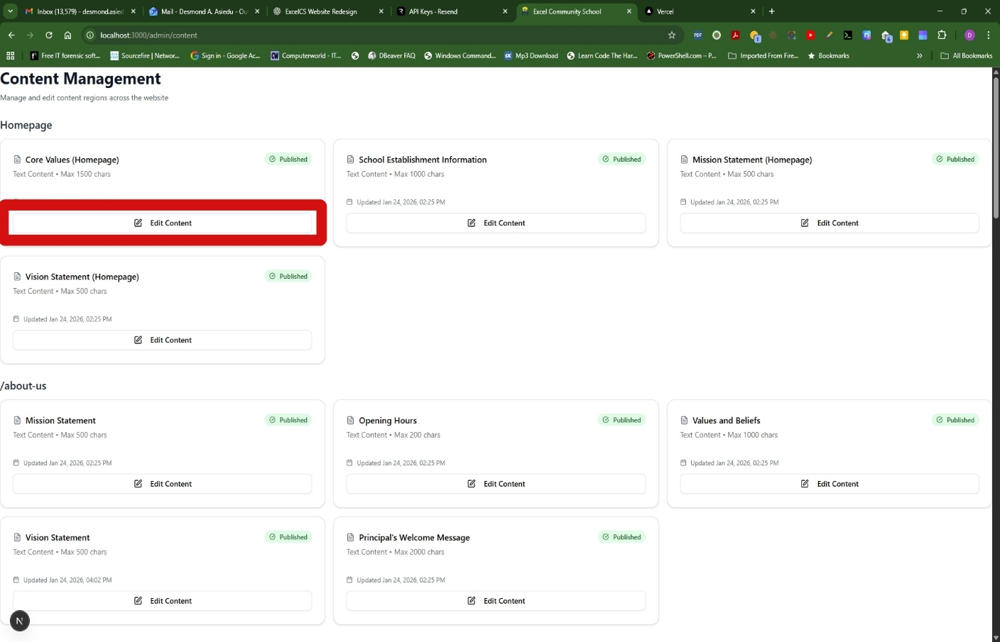 Inbox (13,579) - desmond.asied
Mail - Desmond A. Asiedu - Ou
ExcelCS Website Redesign
API Keys · Resend
Excel Community School
Vercel
localhost:3000/admin/content
PDF
1
6
D
Free IT forensic soft...
Sourcefire | Networ...
Sign in - Google Ac...
CW
Computerworld - IT...
DBeaver FAQ
Windows Command...
Mp3 Download
Learn Code The Har...
PowerShell.com – P...
Imported From Fire...
Bookmarks
»
All Bookmarks
Content Management
Manage and edit content regions across the website
Homepage
Core Values (Homepage)
Published
Text Content • Max 1500 chars
Edit Content
School Establishment Information
Published
Text Content • Max 1000 chars
Updated Jan 24, 2026, 02:25 PM
Edit Content
Mission Statement (Homepage)
Published
Text Content • Max 500 chars
Updated Jan 24, 2026, 02:25 PM
Edit Content
Vision Statement (Homepage)
Published
Text Content • Max 500 chars
Updated Jan 24, 2026, 02:25 PM
Edit Content
/about-us
Mission Statement
Published
Text Content • Max 500 chars
Updated Jan 24, 2026, 02:25 PM
Edit Content
Opening Hours
Published
Text Content • Max 200 chars
Updated Jan 24, 2026, 02:25 PM
Edit Content
Values and Beliefs
Published
Text Content • Max 1000 chars
Updated Jan 24, 2026, 02:25 PM
Edit Content
Vision Statement
Published
Text Content • Max 500 chars
Updated Jan 24, 2026, 04:02 PM
Edit Content
Principal's Welcome Message
Published
Text Content • Max 2000 chars
Updated Jan 24, 2026, 02:25 PM
Edit Content
N